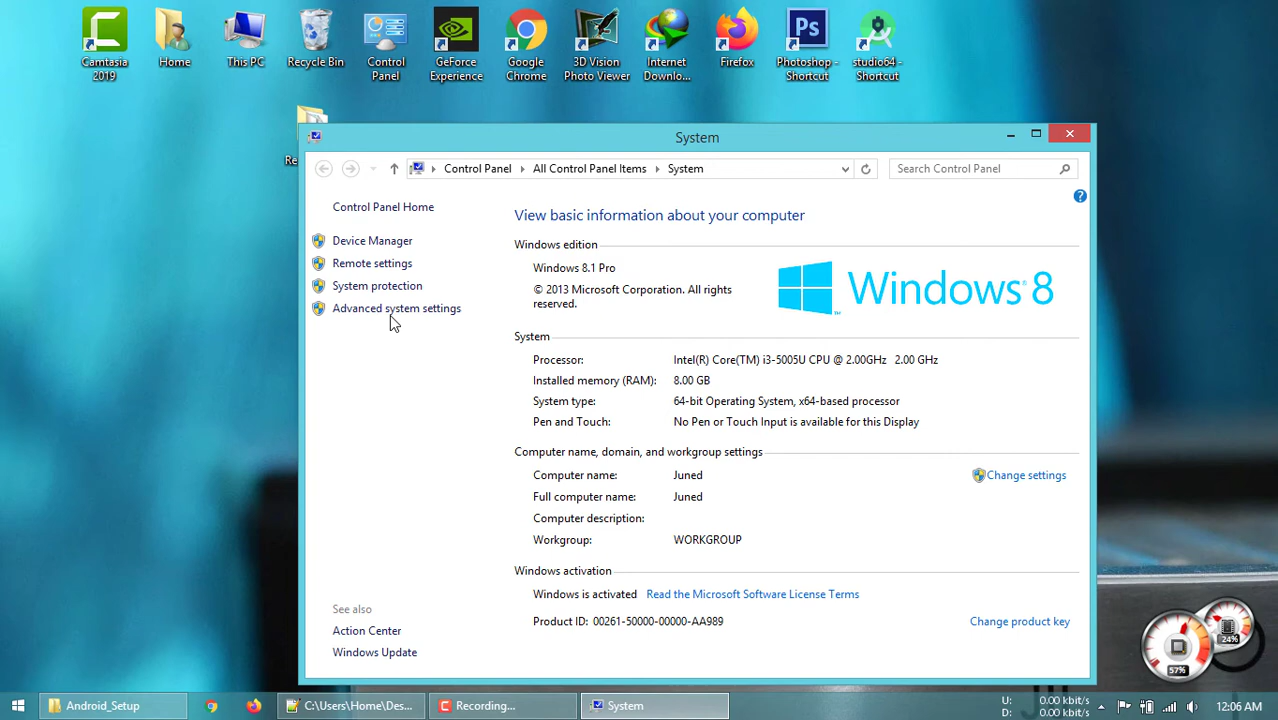 Camtasia 2019
Home
This PC
Recycle Bin
Control Panel
GeForce Experience
Google Chrome
3D Vision Photo Viewer
Internet Downlo...
Firefox
Photoshop - Shortcut
studio64 - Shortcut
Ps
Re
System
Control Panel
All Control Panel Items
System
Search Control Panel
Control Panel Home
Device Manager
Remote settings
System protection
Advanced system settings
View basic information about your computer
Windows edition
Windows 8.1 Pro
© 2013 Microsoft Corporation. All rights
reserved.
Windows® 8
System
Processor: Intel(R) Core(TM) i3-5005U CPU @ 2.00GHz 2.00 GHz
Installed memory (RAM): 8.00 GB
System type: 64-bit Operating System, x64-based processor
Pen and Touch: No Pen or Touch Input is available for this Display
Computer name, domain, and workgroup settings
Computer name: Juned
Change settings
Full computer name: Juned
Computer description:
Workgroup: WORKGROUP
Windows activation
Windows is activated Read the Microsoft Software License Terms
Product ID: 00261-50000-00000-AA989
Change product key
See also
Action Center
Windows Update
24%
57%
Android_Setup
C:\Users\Home\Des...
Recording...
System
U: 0.00 kbit/s
D: 0.00 kbit/s
12:06 AM